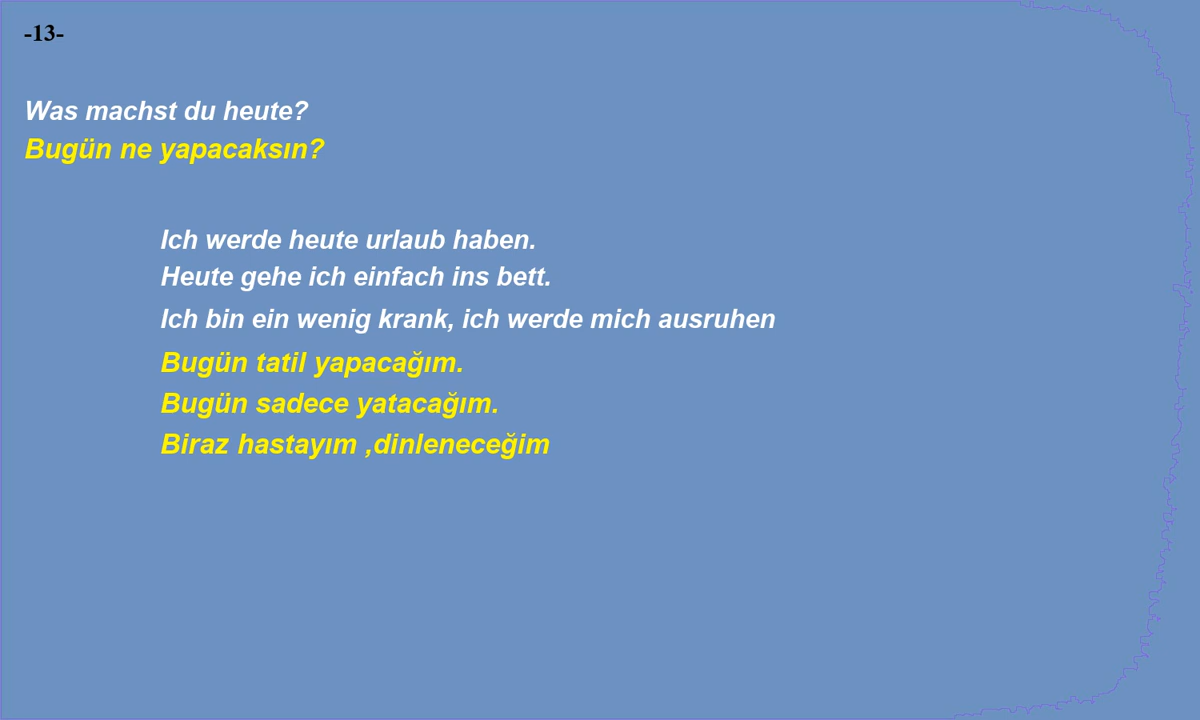 -13-
Was machst du heute?
Bugün ne yapacaksın?
Ich werde heute urlaub haben.
Heute gehe ich einfach ins bett.
Ich bin ein wenig krank, ich werde mich ausruhen
Bugün tatil yapacağım.
Bugün sadece yatacağım.
Biraz hastayım ,dinleneceğim